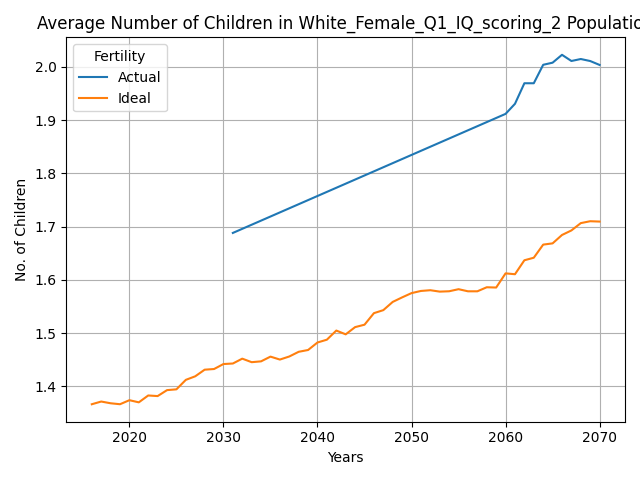 Average Number of Children in White_Female_Q1_IQ_scoring_2 Populatio
Fertility
Actual
Ideal
No. of Children
2.0
1.9
1.8
1.7
1.6
1.5
1.4
2020 2030 2040 2050 2060 2070
Years